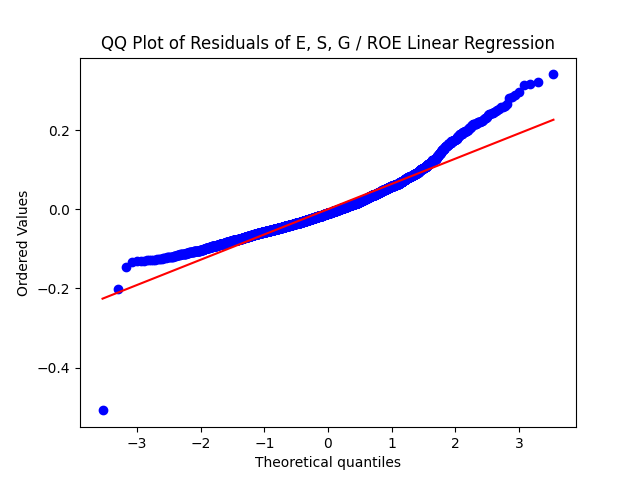 QQ Plot of Residuals of E, S, G / ROE Linear Regression
0.2
0.0
−0.2
−0.4
Ordered Values
−3 −2 −1 0 1 2 3
Theoretical quantiles